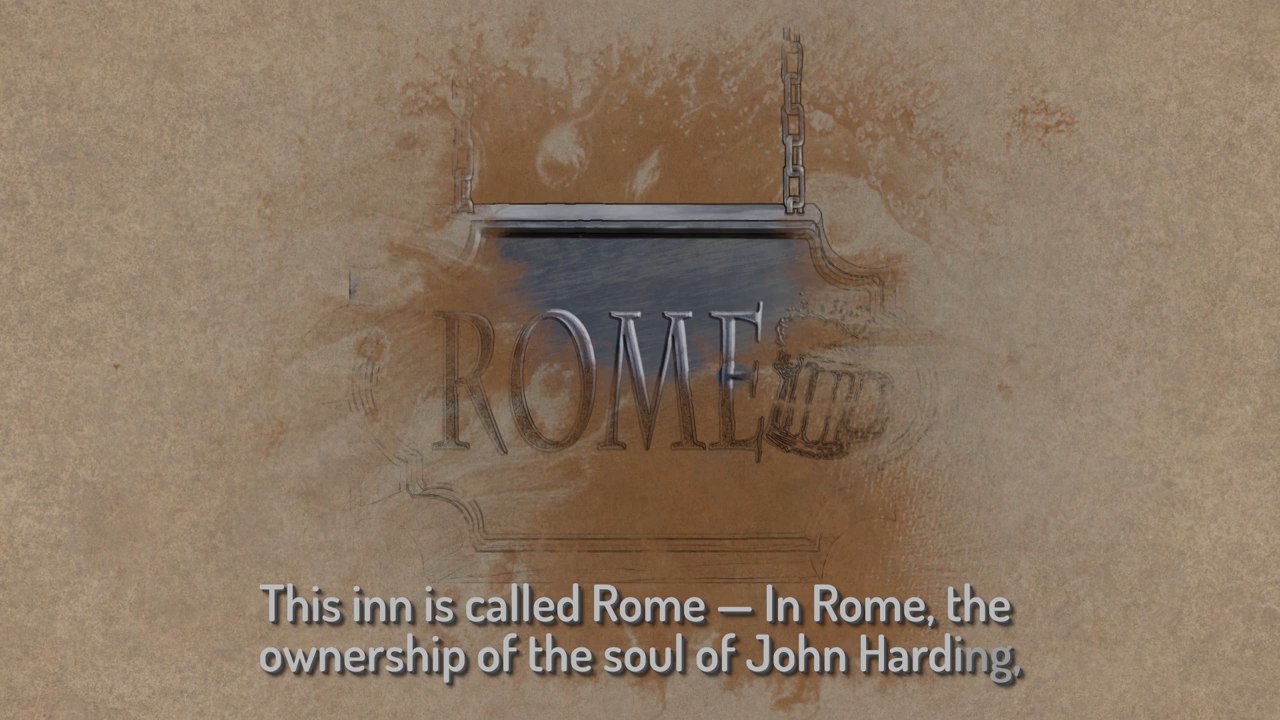 ROME
This inn is called Rome — In Rome, the
ownership of the soul of John Harding,